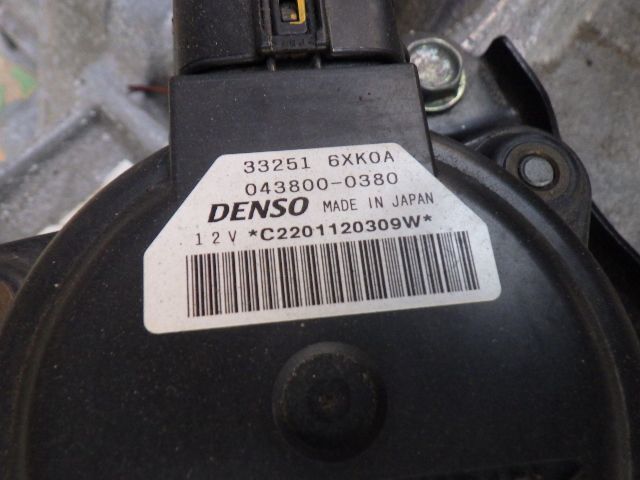 33251 6XK0A
043800-0380
DENSO MADE IN JAPAN
12V *C2201120309W*